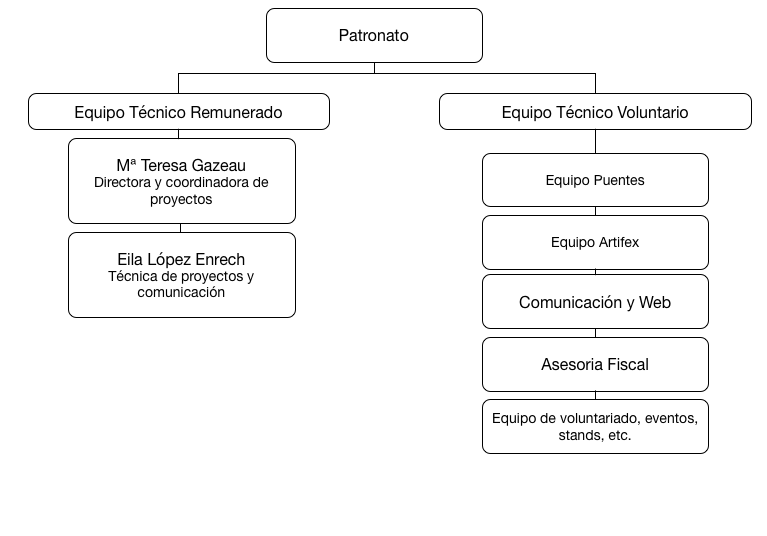 Patronato
Equipo Técnico Remunerado
Equipo Técnico Voluntario
Mª Teresa Gazeau
Directora y coordinadora de
proyectos
Eila López Enrech
Técnica de proyectos y
comunicación
Equipo Puentes
Equipo Artifex
Comunicación y Web
Asesoria Fiscal
Equipo de voluntariado, eventos,
stands, etc.